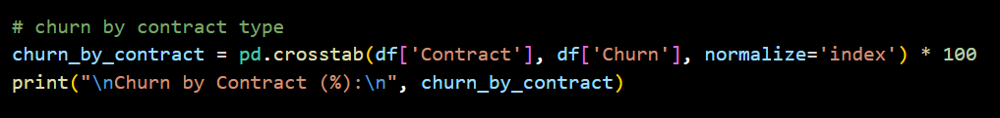 # churn by contract type
churn_by_contract = pd.crosstab(df['Contract'], df['Churn'], normalize='index') * 100
print("\nChurn by Contract (%):\n", churn_by_contract)